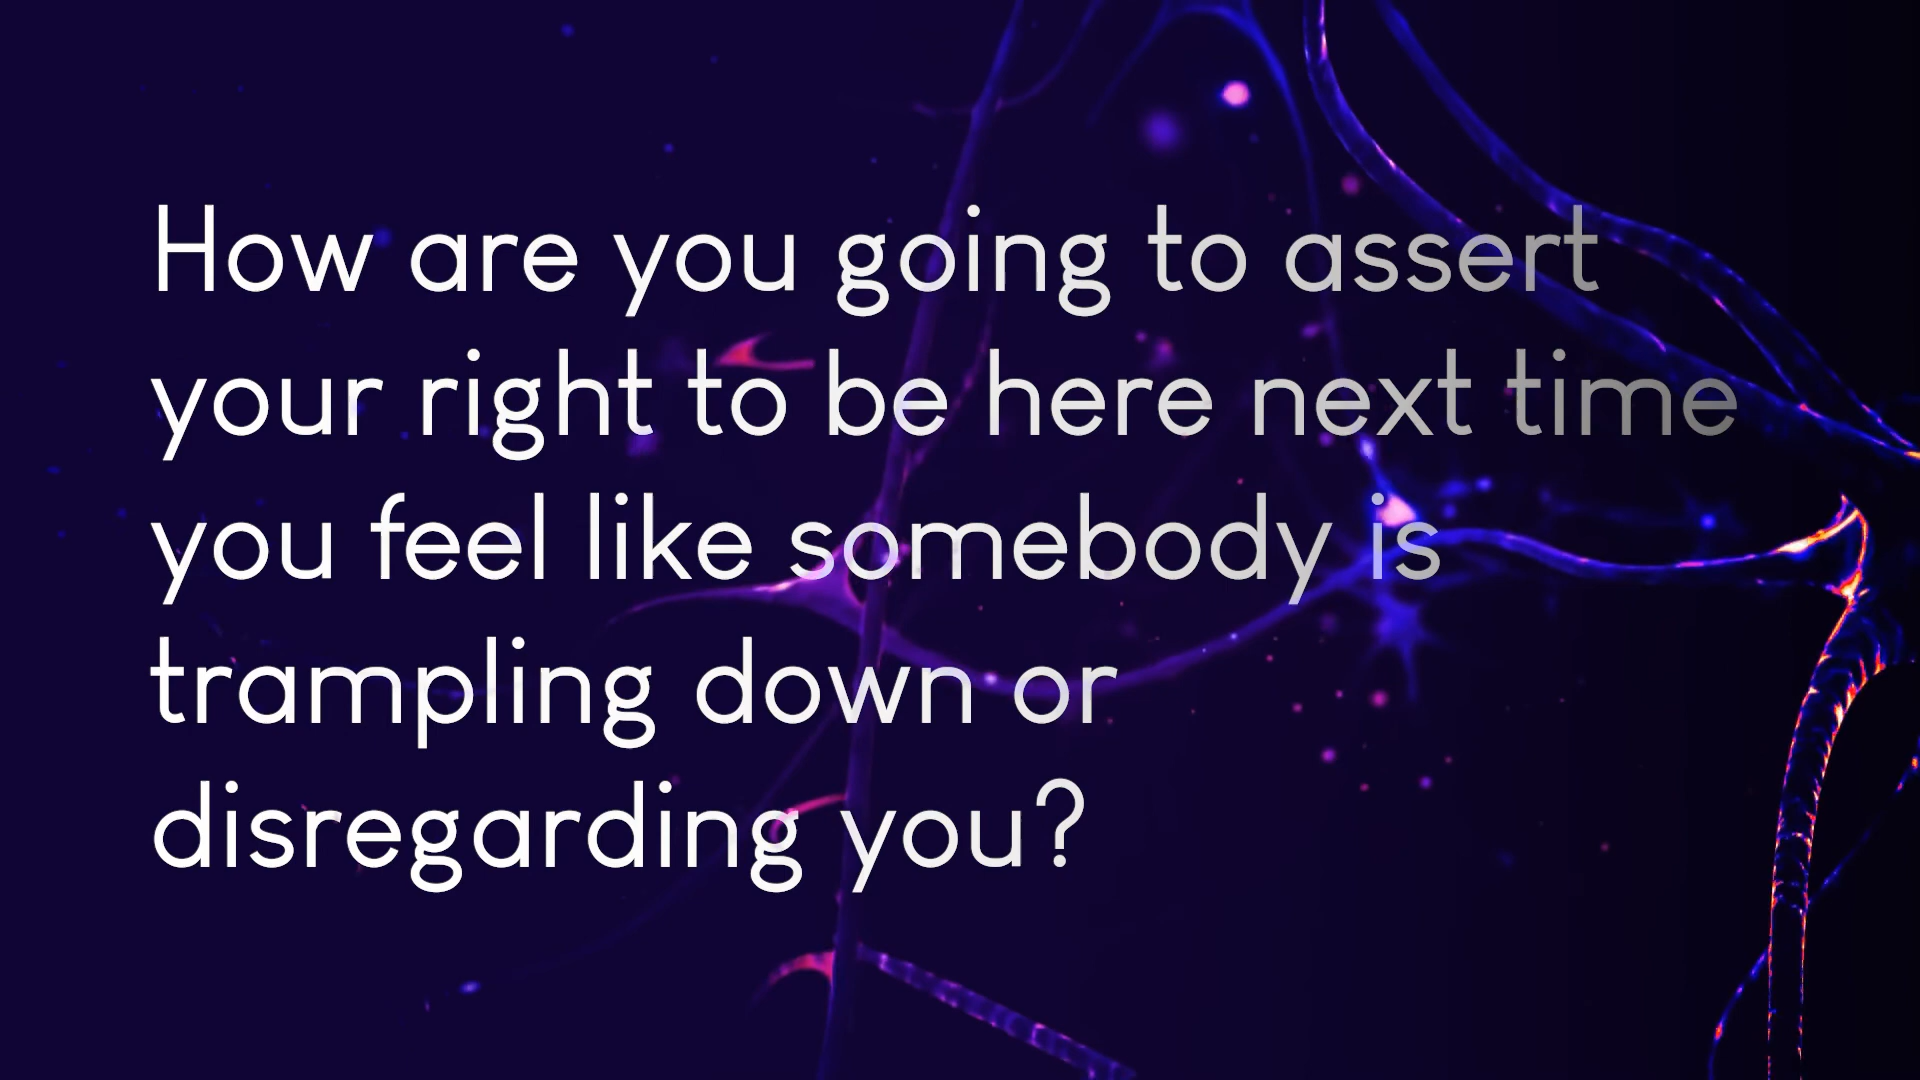 How are you going to assert
your right to be here next time
you feel like somebody is
trampling down or
disregarding you?